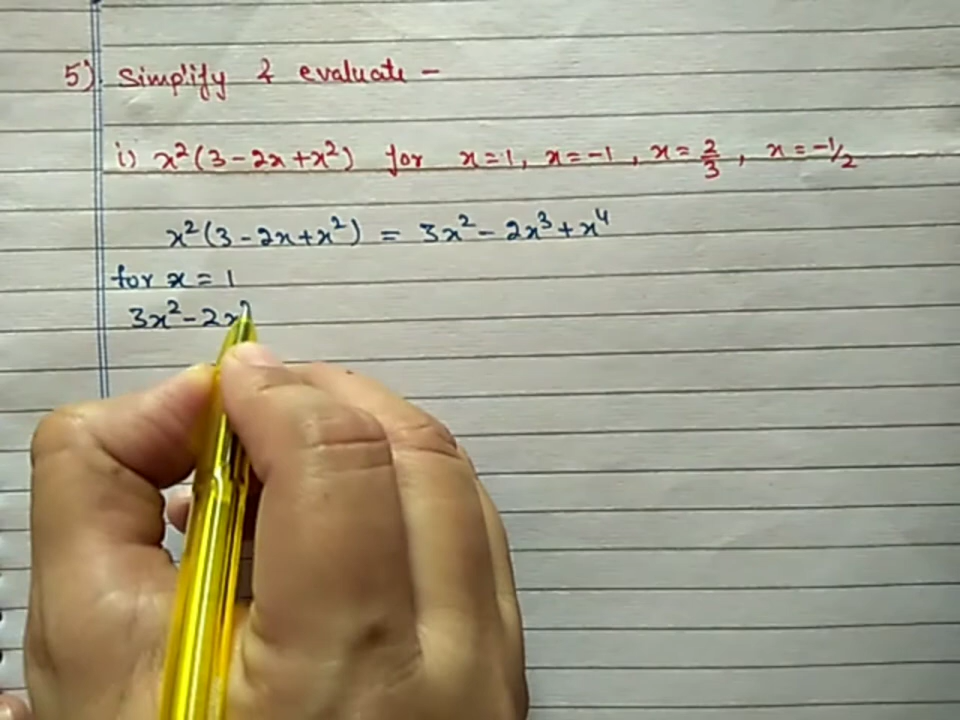 5) Simplify & evaluate -
i) x²(3-2x+x²) for x=1, x=-1, x=2/3, x=-1/2
x²(3-2x+x²) = 3x²-2x³+x⁴
for x=1
3x²-2x